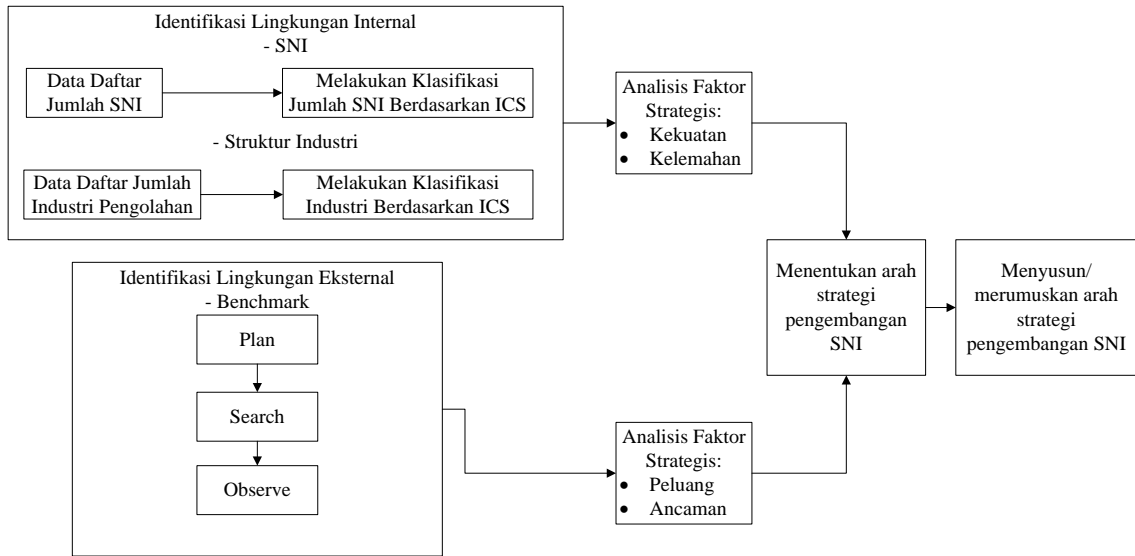 Identifikasi Lingkungan Internal
- SNI
Data Daftar
Jumlah SNI
Melakukan Klasifikasi
Jumlah SNI Berdasarkan ICS
- Struktur Industri
Data Daftar Jumlah
Industri Pengolahan
Melakukan Klasifikasi
Industri Berdasarkan ICS
Analisis Faktor
Strategis:
• Kekuatan
• Kelemahan
Identifikasi Lingkungan Eksternal
- Benchmark
Plan
Search
Observe
Analisis Faktor
Strategis:
• Peluang
• Ancaman
Menentukan arah
strategi
pengembangan
SNI
Menyusun/
merumuskan arah
strategi
pengembangan SNI